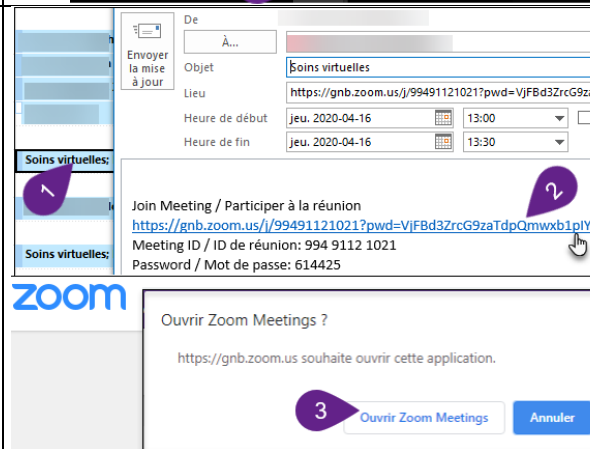 De
À...
Envoyer
la mise
à jour
Objet
Soins virtuelles
Lieu
https://gnb.zoom.us/j/99491121021?pwd=VjFBd3ZrcG9za
Heure de début
jeu. 2020-04-16
13:00
Heure de fin
jeu. 2020-04-16
13:30
Soins virtuelles;
1
2
Join Meeting / Participer à la réunion
https://gnb.zoom.us/j/99491121021?pwd=VjFBd3ZrcG9zaTdpQmwxb1pIY
Meeting ID / ID de réunion: 994 9112 1021
Password / Mot de passe: 614425
Soins virtuelles;
zoom
Ouvrir Zoom Meetings ?
https://gnb.zoom.us souhaite ouvrir cette application.
3
Ouvrir Zoom Meetings
Annuler